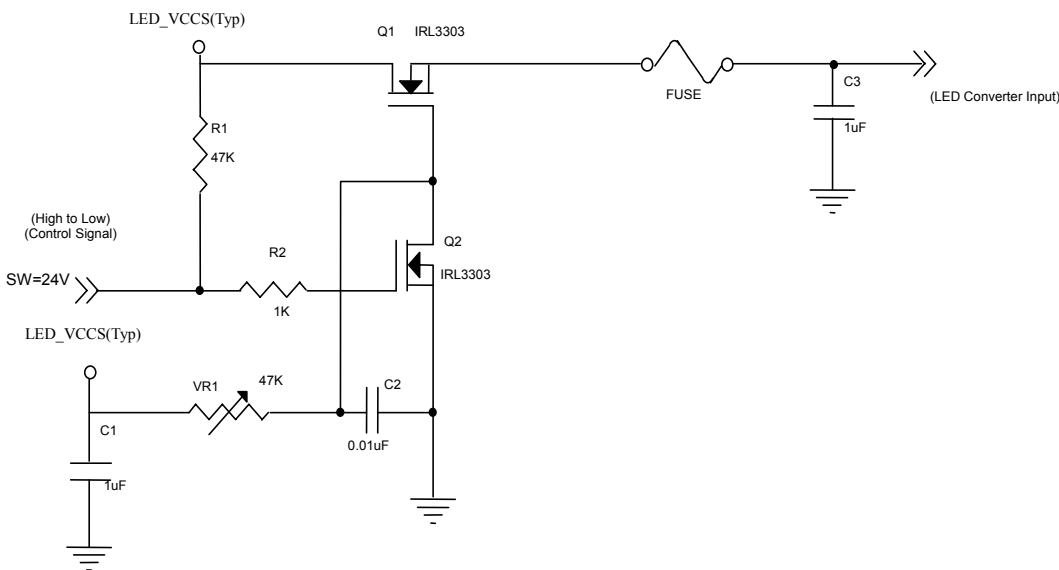 LED_VCCS(Typ)
Q1 IRL3303
FUSE
C3
1uF
(LED Converter Input)
R1
47K
(High to Low)
(Control Signal)
SW=24V
R2
1K
Q2
IRL3303
LED_VCCS(Typ)
VR1
47K
C2
0.01uF
C1
1uF